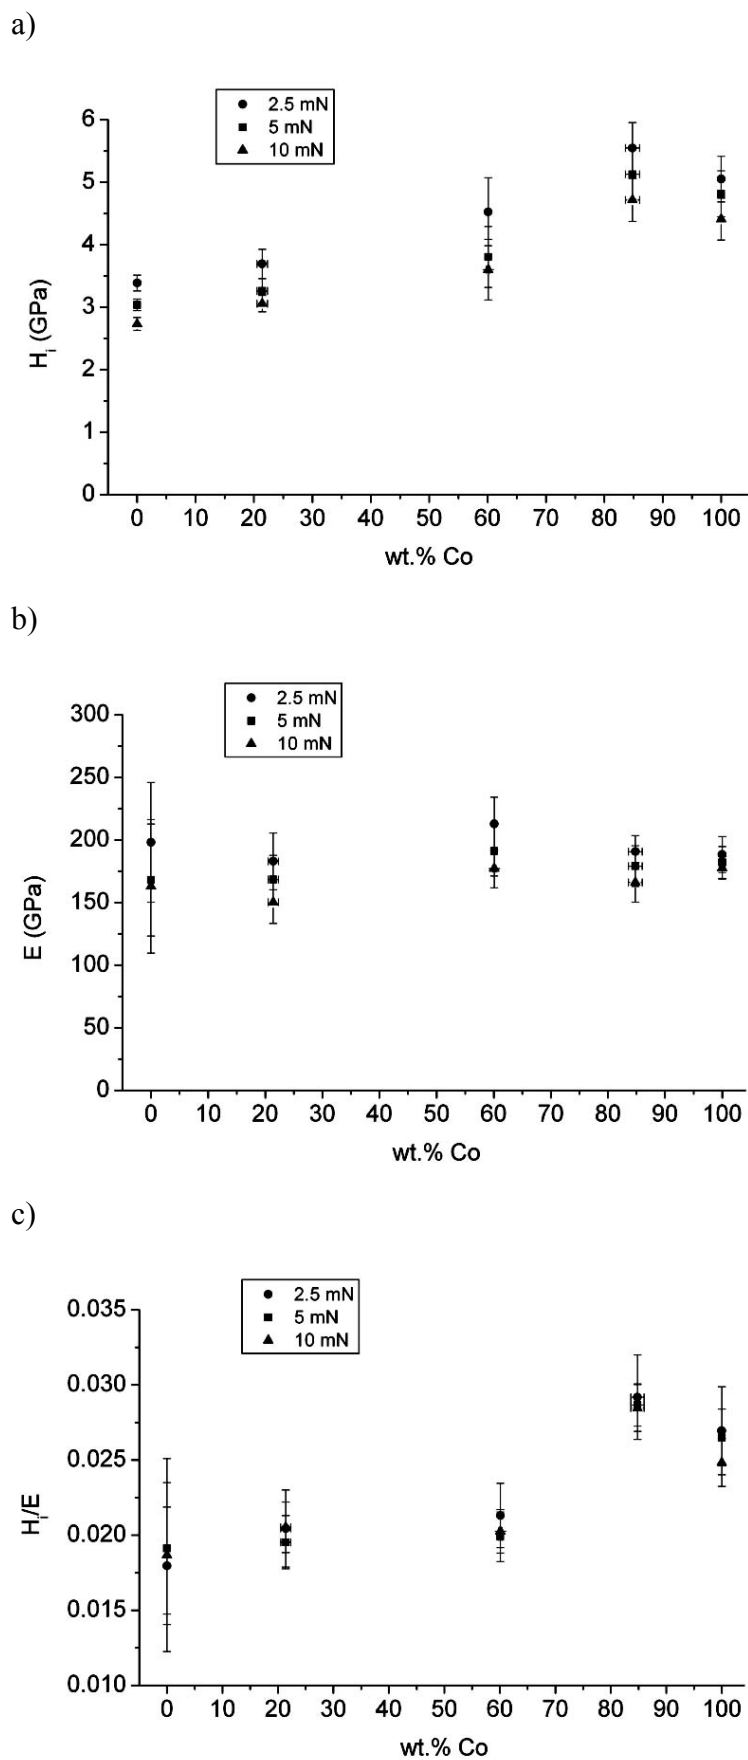 a)
2.5 mN
5 mN
10 mN
6
5
4
3
2
1
0
H_i (GPa)
0 10 20 30 40 50 60 70 80 90 100
wt.% Co
b)
2.5 mN
5 mN
10 mN
300
250
200
150
100
50
0
E (GPa)
0 10 20 30 40 50 60 70 80 90 100
wt.% Co
c)
2.5 mN
5 mN
10 mN
0.035
0.030
0.025
0.020
0.015
0.010
H_i/E
0 10 20 30 40 50 60 70 80 90 100
wt.% Co